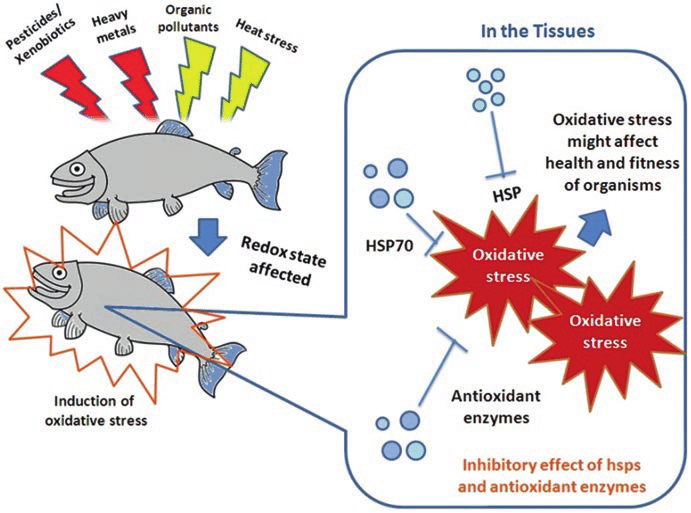 Pesticides/
Xenobiotics
Heavy
metals
Organic
pollutants
Heat stress
Redox state
affected
Induction of
oxidative stress
In the Tissues
Oxidative stress
might affect
health and fitness
of organisms
HSP
HSP70
Oxidative
stress
Oxidative
stress
Antioxidant
enzymes
Inhibitory effect of hsps
and antioxidant enzymes